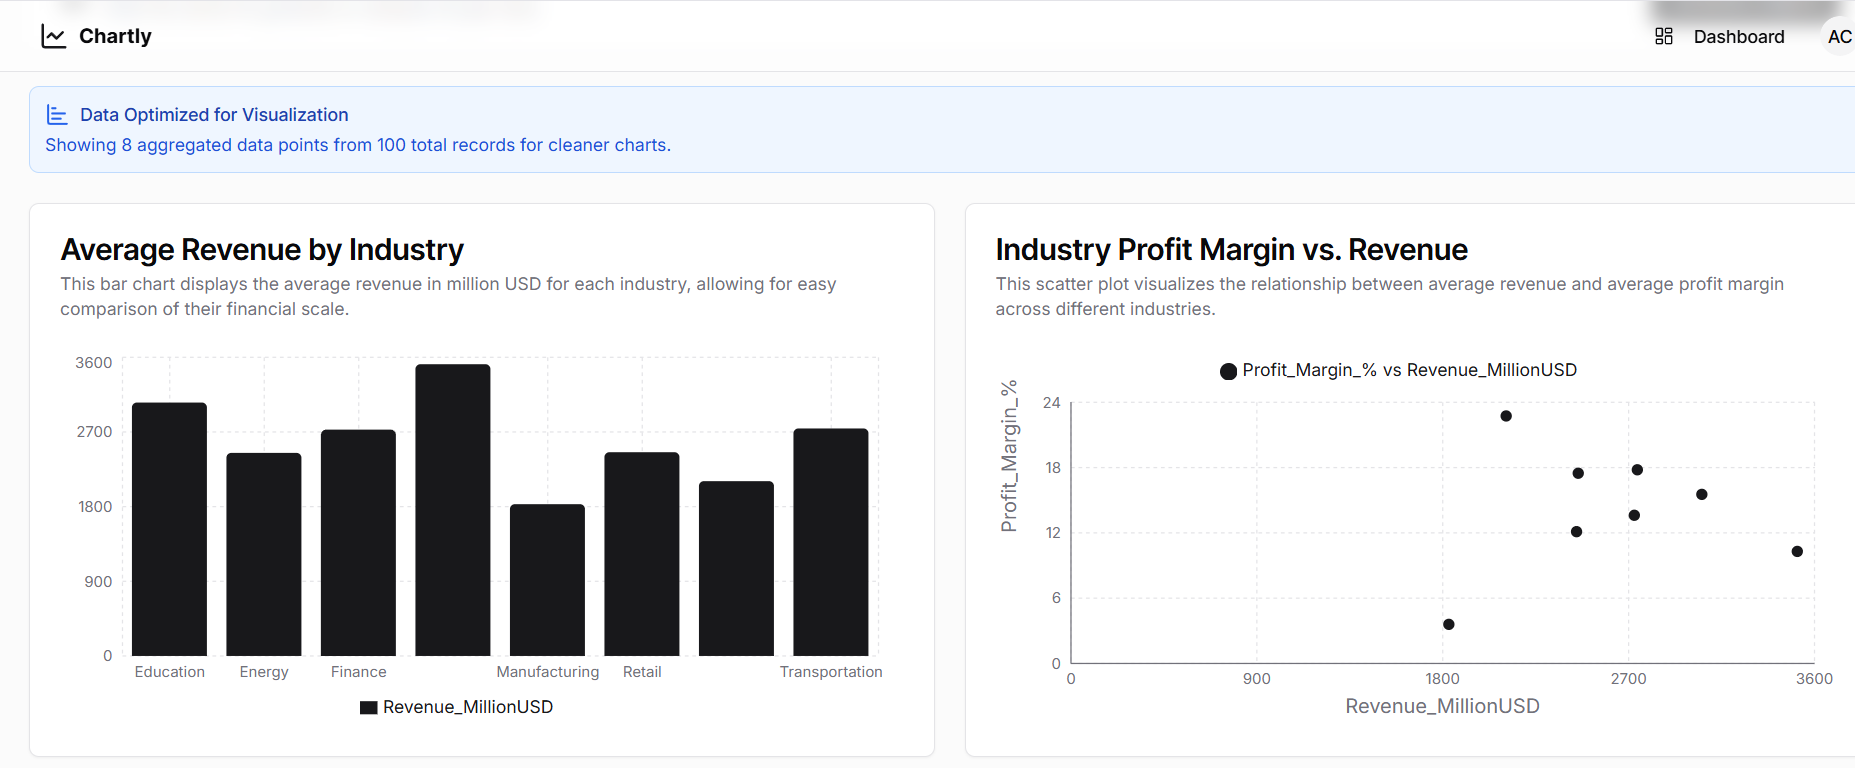 Chartly
Dashboard
AC
Data Optimized for Visualization
Showing 8 aggregated data points from 100 total records for cleaner charts.
Average Revenue by Industry
This bar chart displays the average revenue in million USD for each industry, allowing for easy
comparison of their financial scale.
3600
2700
1800
900
0
Education Energy Finance Manufacturing Retail Transportation
Revenue_MillionUSD
Industry Profit Margin vs. Revenue
This scatter plot visualizes the relationship between average revenue and average profit margin
across different industries.
Profit_Margin_% vs Revenue_MillionUSD
Profit_Margin_%
24
18
12
6
0
0 900 1800 2700 3600
Revenue_MillionUSD